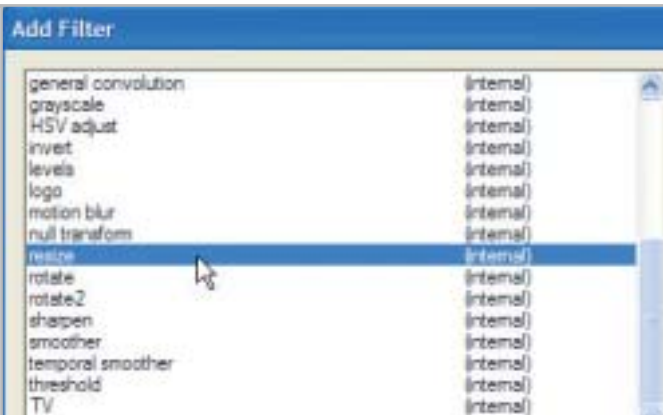 Add Filter
general convolution (internal)
grayscale (internal)
HSV adjust (internal)
invert (internal)
levels (internal)
logo (internal)
motion blur (internal)
null transform (internal)
resize (internal)
rotate (internal)
rotate2 (internal)
sharpen (internal)
smoother (internal)
temporal smoother (internal)
threshold (internal)
TV (internal)